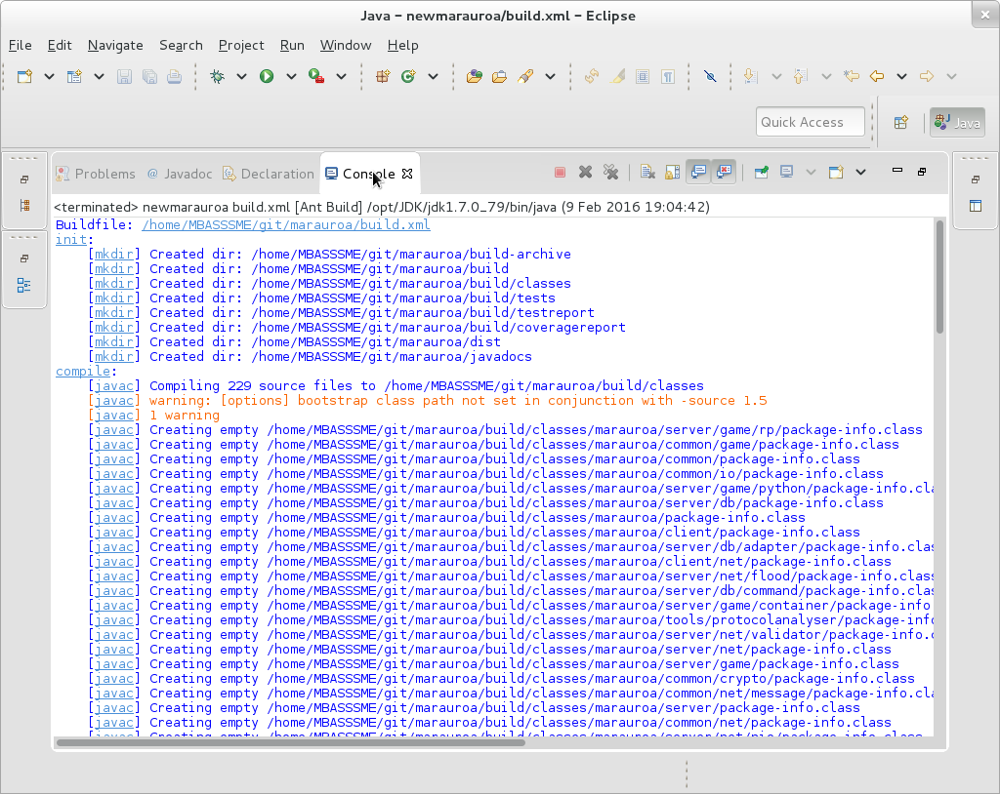 Java – newmarauroa/build.xml – Eclipse
File Edit Navigate Search Project Run Window Help
Quick Access
Java
Problems Javadoc Declaration Console
<terminated> newmarauroa build.xml [Ant Build] /opt/JDK/jdk1.7.0_79/bin/java (9 Feb 2016 19:04:42)
Buildfile: /home/MBASSSME/git/marauroa/build.xml
init:
[mkdir] Created dir: /home/MBASSSME/git/marauroa/build-archive
[mkdir] Created dir: /home/MBASSSME/git/marauroa/build
[mkdir] Created dir: /home/MBASSSME/git/marauroa/build/classes
[mkdir] Created dir: /home/MBASSSME/git/marauroa/build/tests
[mkdir] Created dir: /home/MBASSSME/git/marauroa/build/testreport
[mkdir] Created dir: /home/MBASSSME/git/marauroa/build/coveragereport
[mkdir] Created dir: /home/MBASSSME/git/marauroa/dist
[mkdir] Created dir: /home/MBASSSME/git/marauroa/javadocs
compile:
[javac] Compiling 229 source files to /home/MBASSSME/git/marauroa/build/classes
[javac] warning: [options] bootstrap class path not set in conjunction with -source 1.5
[javac] 1 warning
[javac] Creating empty /home/MBASSSME/git/marauroa/build/classes/marauroa/server/game/rp/package-info.class
[javac] Creating empty /home/MBASSSME/git/marauroa/build/classes/marauroa/common/game/package-info.class
[javac] Creating empty /home/MBASSSME/git/marauroa/build/classes/marauroa/common/package-info.class
[javac] Creating empty /home/MBASSSME/git/marauroa/build/classes/marauroa/common/io/package-info.class
[javac] Creating empty /home/MBASSSME/git/marauroa/build/classes/marauroa/server/game/python/package-info.cla
[javac] Creating empty /home/MBASSSME/git/marauroa/build/classes/marauroa/server/db/package-info.class
[javac] Creating empty /home/MBASSSME/git/marauroa/build/classes/marauroa/package-info.class
[javac] Creating empty /home/MBASSSME/git/marauroa/build/classes/marauroa/client/package-info.class
[javac] Creating empty /home/MBASSSME/git/marauroa/build/classes/marauroa/server/db/adapter/package-info.clas
[javac] Creating empty /home/MBASSSME/git/marauroa/build/classes/marauroa/client/net/package-info.class
[javac] Creating empty /home/MBASSSME/git/marauroa/build/classes/marauroa/server/net/flood/package-info.class
[javac] Creating empty /home/MBASSSME/git/marauroa/build/classes/marauroa/server/db/command/package-info.clas
[javac] Creating empty /home/MBASSSME/git/marauroa/build/classes/marauroa/server/game/container/package-info
[javac] Creating empty /home/MBASSSME/git/marauroa/build/classes/marauroa/tools/protocolanalyser/package-info
[javac] Creating empty /home/MBASSSME/git/marauroa/build/classes/marauroa/server/net/validator/package-info.c
[javac] Creating empty /home/MBASSSME/git/marauroa/build/classes/marauroa/server/net/package-info.class
[javac] Creating empty /home/MBASSSME/git/marauroa/build/classes/marauroa/server/game/package-info.class
[javac] Creating empty /home/MBASSSME/git/marauroa/build/classes/marauroa/common/crypto/package-info.class
[javac] Creating empty /home/MBASSSME/git/marauroa/build/classes/marauroa/common/net/message/package-info.cla
[javac] Creating empty /home/MBASSSME/git/marauroa/build/classes/marauroa/server/package-info.class
[javac] Creating empty /home/MBASSSME/git/marauroa/build/classes/marauroa/common/net/package-info.class